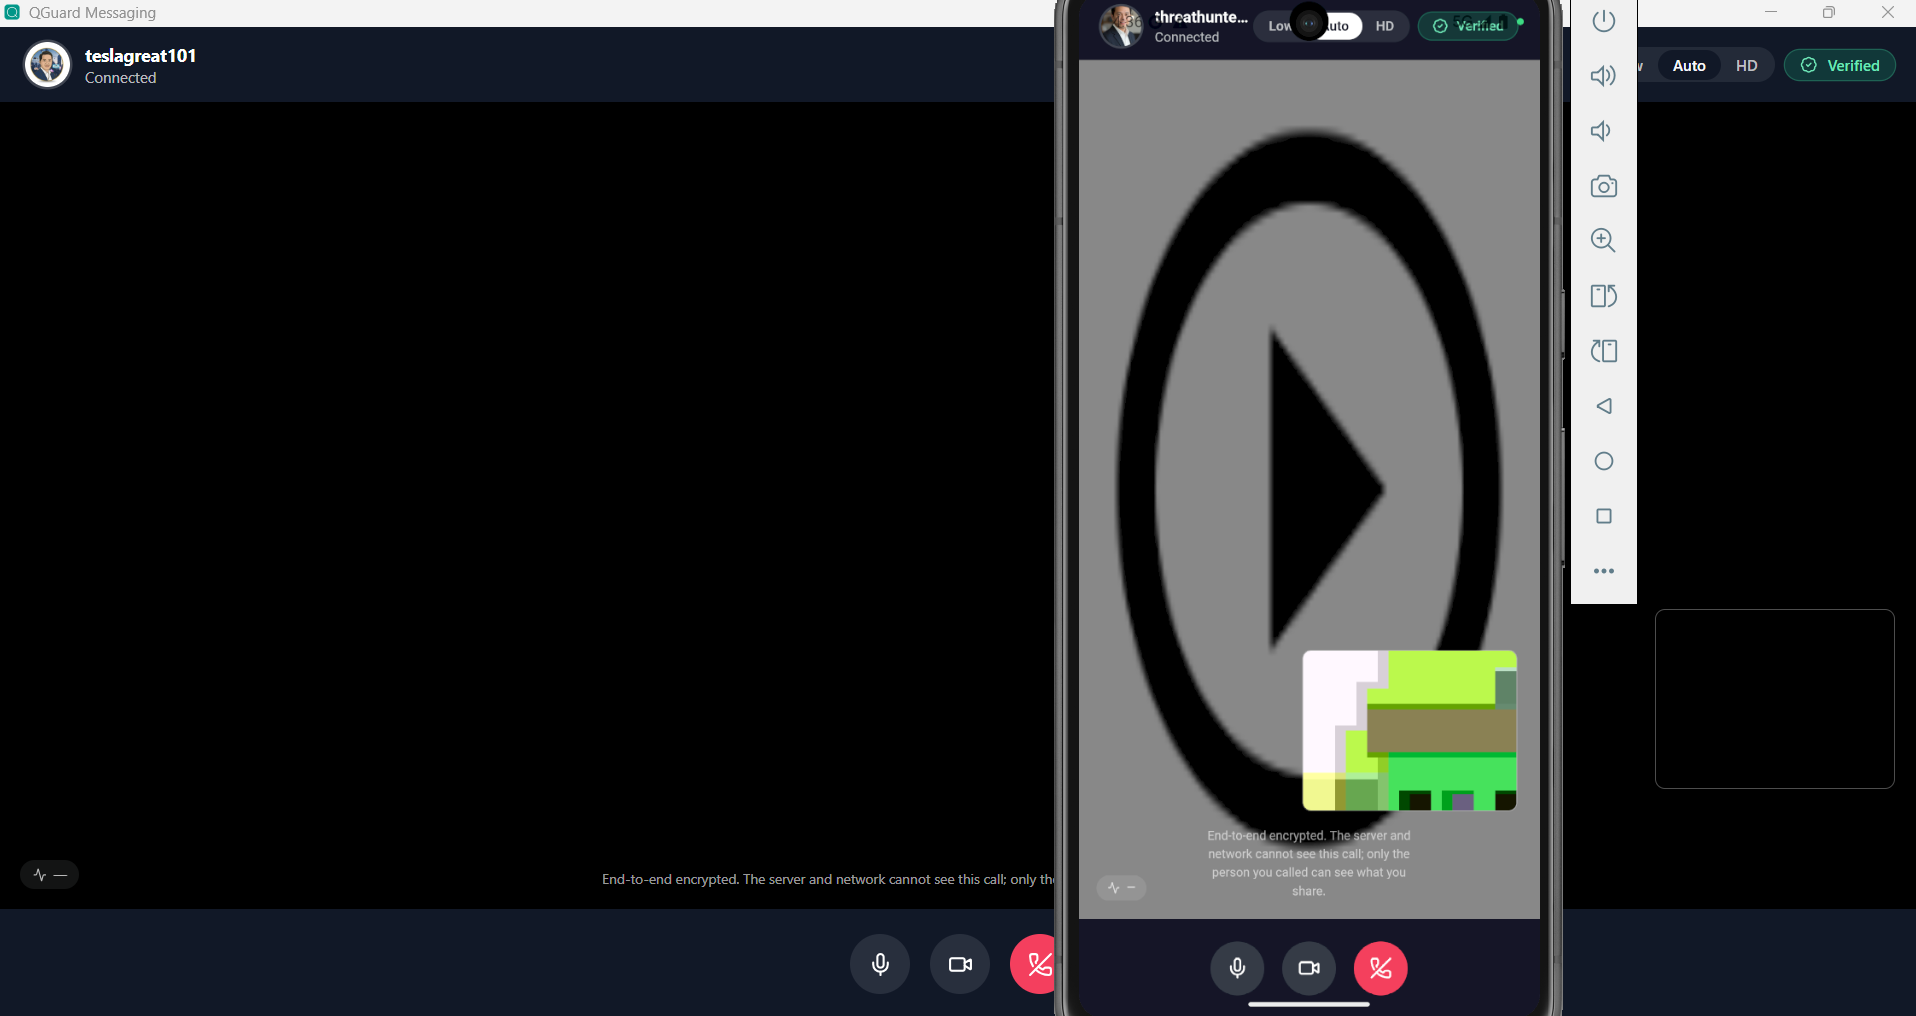 QGuard Messaging
teslagreat101
Connected
Auto
HD
Verified
threathunte...
Connected
Low
HD
Verified
End-to-end encrypted. The server and
network cannot see this call; only the
person you called can see what you
share.
End-to-end encrypted. The server and network cannot see this call; only the